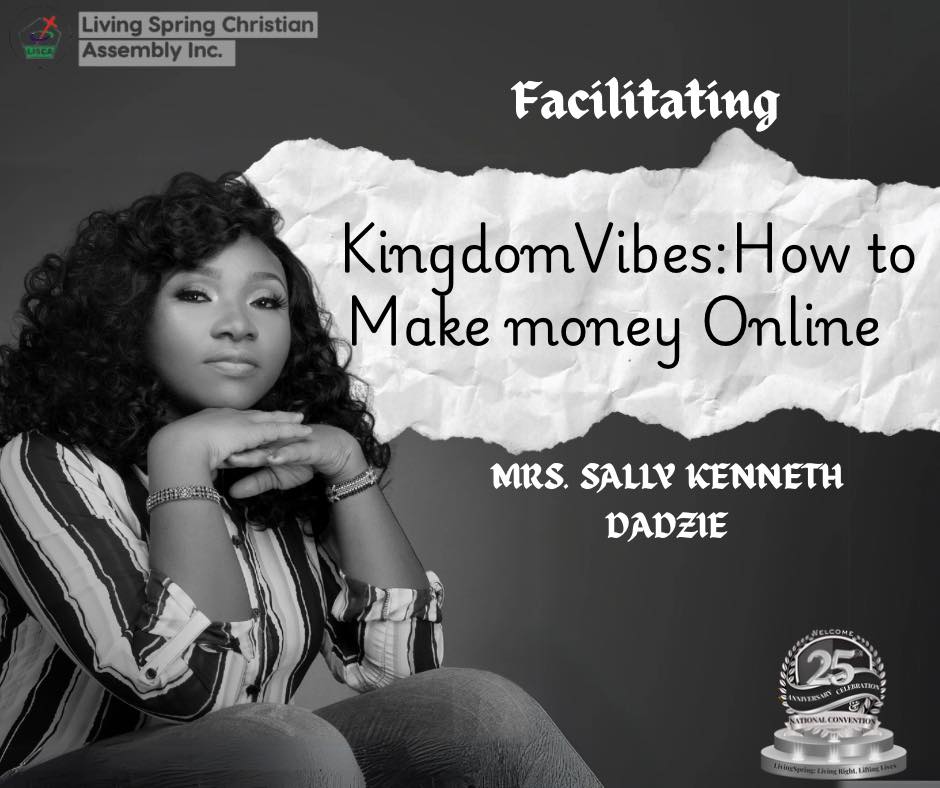 LISCA
Living Spring Christian
Assembly Inc.
Facilitating
KingdomVibes:How to
Make money Online
MRS. SALLY KENNETH
DADZIE
WELCOME
25
ANNIVERSARY CELEBRATION
&
NATIONAL CONVENTION
LivingSpring: Living Right, Lifting Lives